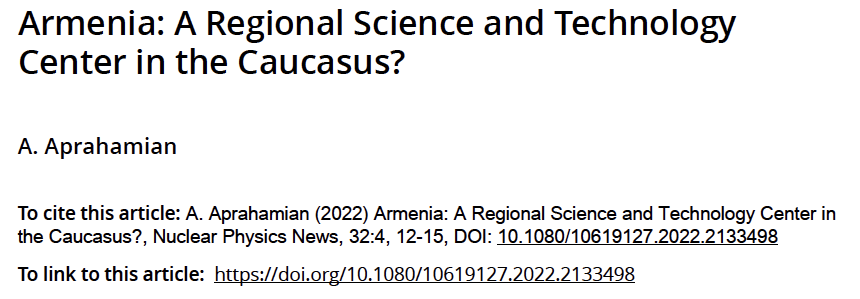 Armenia: A Regional Science and Technology
Center in the Caucasus?
A. Aprahamian
To cite this article: A. Aprahamian (2022) Armenia: A Regional Science and Technology Center in
the Caucasus?, Nuclear Physics News, 32:4, 12-15, DOI: 10.1080/10619127.2022.2133498
To link to this article: https://doi.org/10.1080/10619127.2022.2133498